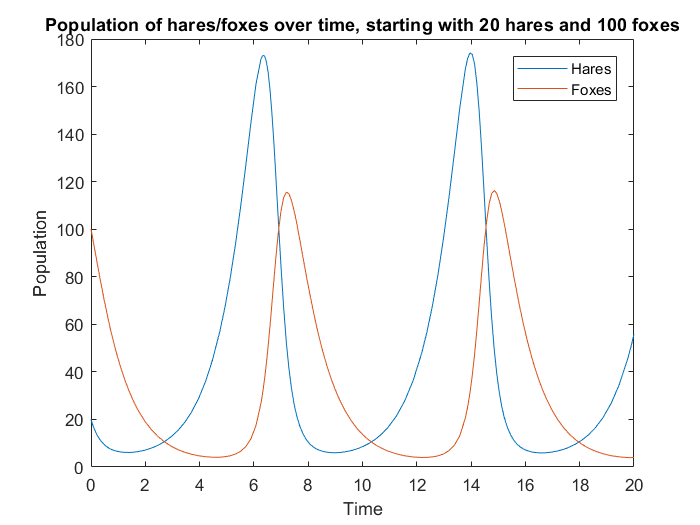 Population of hares/foxes over time, starting with 20 hares and 100 foxes
180
160
140
120
100
80
60
40
20
0
Population
Hares
Foxes
0 2 4 6 8 10 12 14 16 18 20
Time